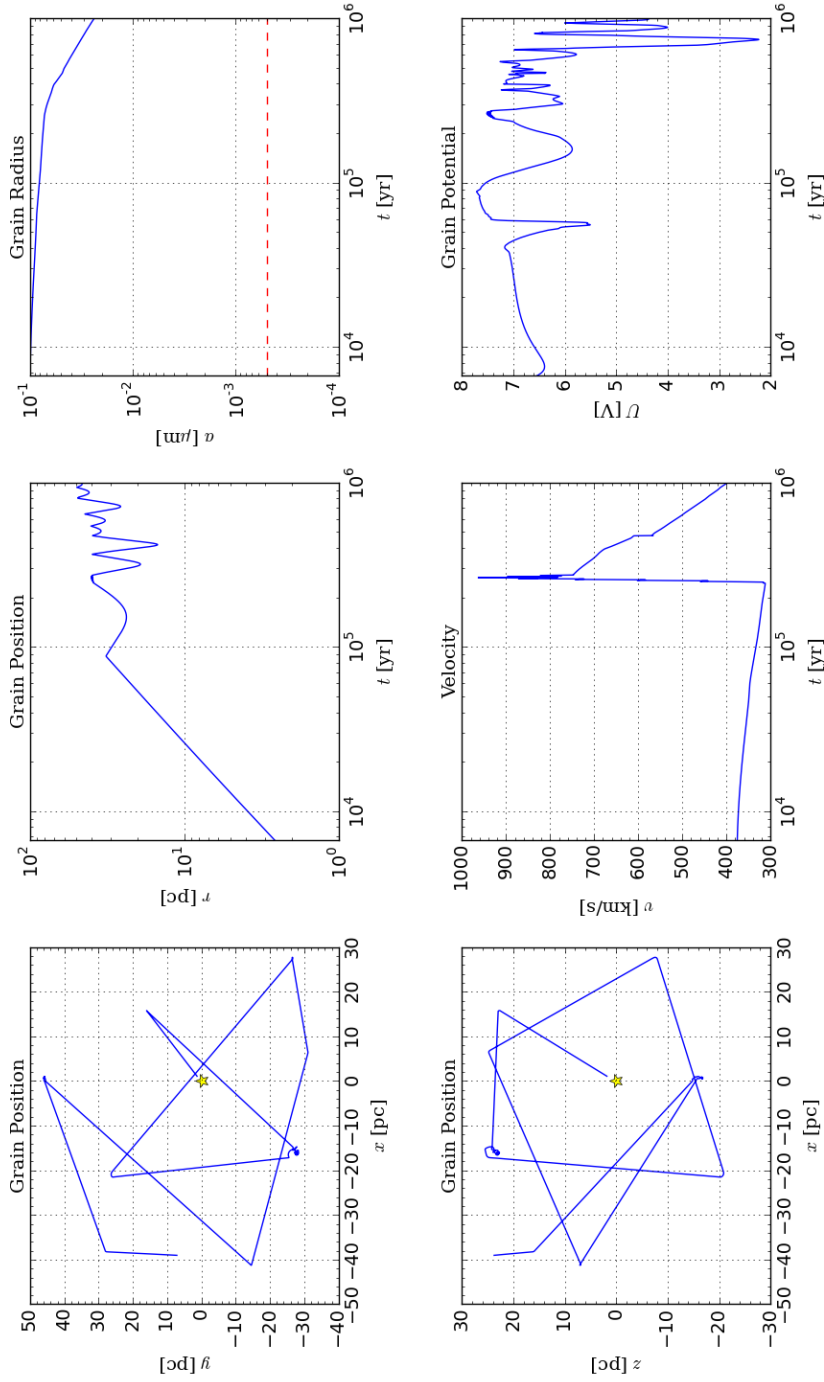 Grain Position
y [pc]
50
40
30
20
10
0
−10
−20
−30
−40
−50 −40 −30 −20 −10 0 10 20 30
x [pc]
Grain Position
r [pc]
10^2
10^1
10^0
10^4 10^5 10^6
t [yr]
Grain Radius
a [μm]
10^-1
10^-2
10^-3
10^-4
10^4 10^5 10^6
t [yr]
Grain Position
z [pc]
30
20
10
0
−10
−20
−30
−50 −40 −30 −20 −10 0 10 20 30
x [pc]
Velocity
v [km/s]
1000
900
800
700
600
500
400
300
10^4 10^5 10^6
t [yr]
Grain Potential
U [V]
8
7
6
5
4
3
2
10^4 10^5 10^6
t [yr]